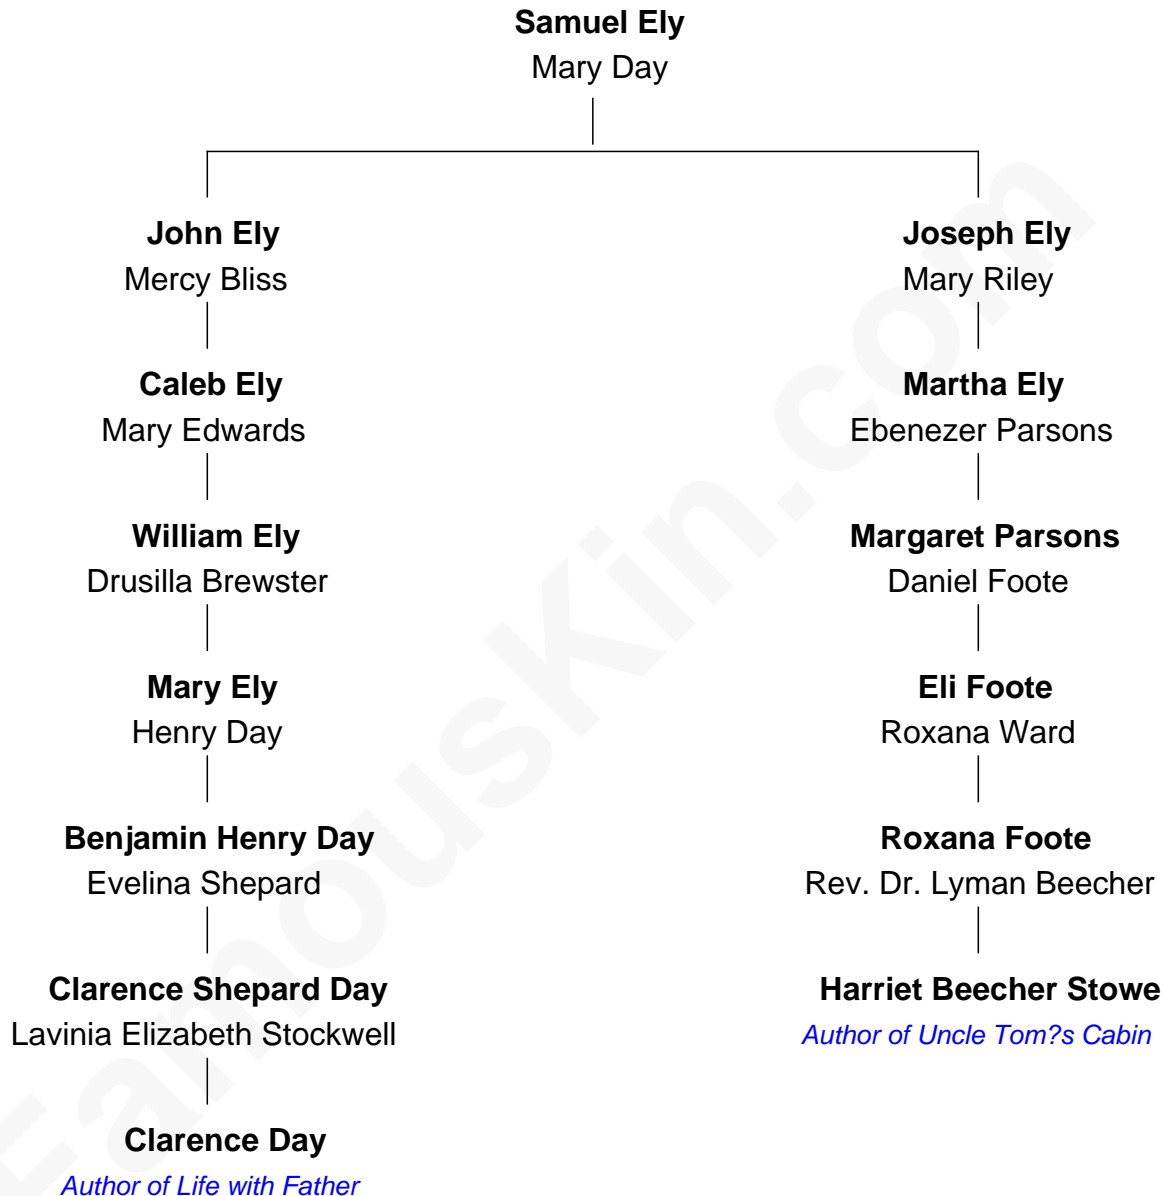 Samuel Ely
Mary Day
John Ely
Mercy Bliss
Caleb Ely
Mary Edwards
William Ely
Drusilla Brewster
Mary Ely
Henry Day
Benjamin Henry Day
Evelina Shepard
Clarence Shepard Day
Lavinia Elizabeth Stockwell
Clarence Day
Author of Life with Father
Joseph Ely
Mary Riley
Martha Ely
Ebenezer Parsons
Margaret Parsons
Daniel Foote
Eli Foote
Roxana Ward
Roxana Foote
Rev. Dr. Lyman Beecher
Harriet Beecher Stowe
Author of Uncle Tom?s Cabin
FamousKin.com